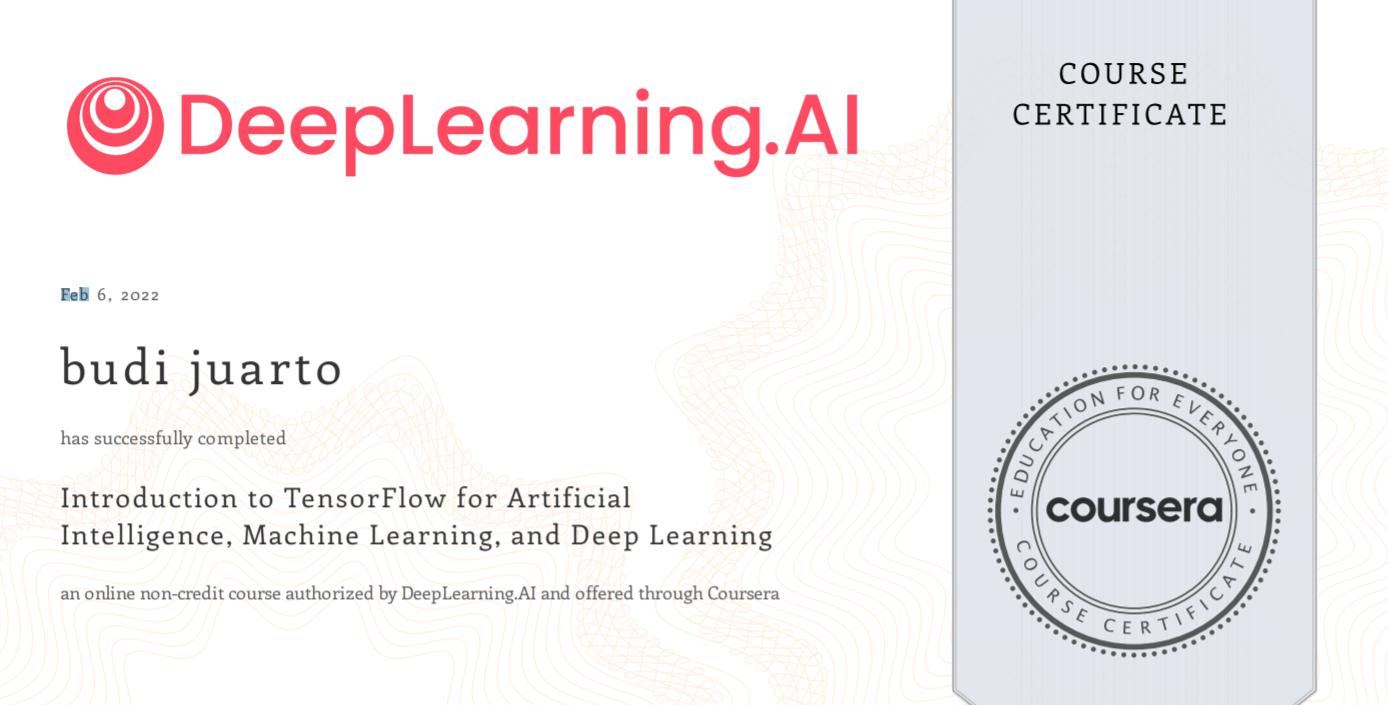 DeepLearning.AI
COURSE
CERTIFICATE
Feb 6, 2022
budi juarto
has successfully completed
Introduction to TensorFlow for Artificial
Intelligence, Machine Learning, and Deep Learning
an online non-credit course authorized by DeepLearning.AI and offered through Coursera
EDUCATION FOR EVERYONE
coursera
COURSE CERTIFICATE